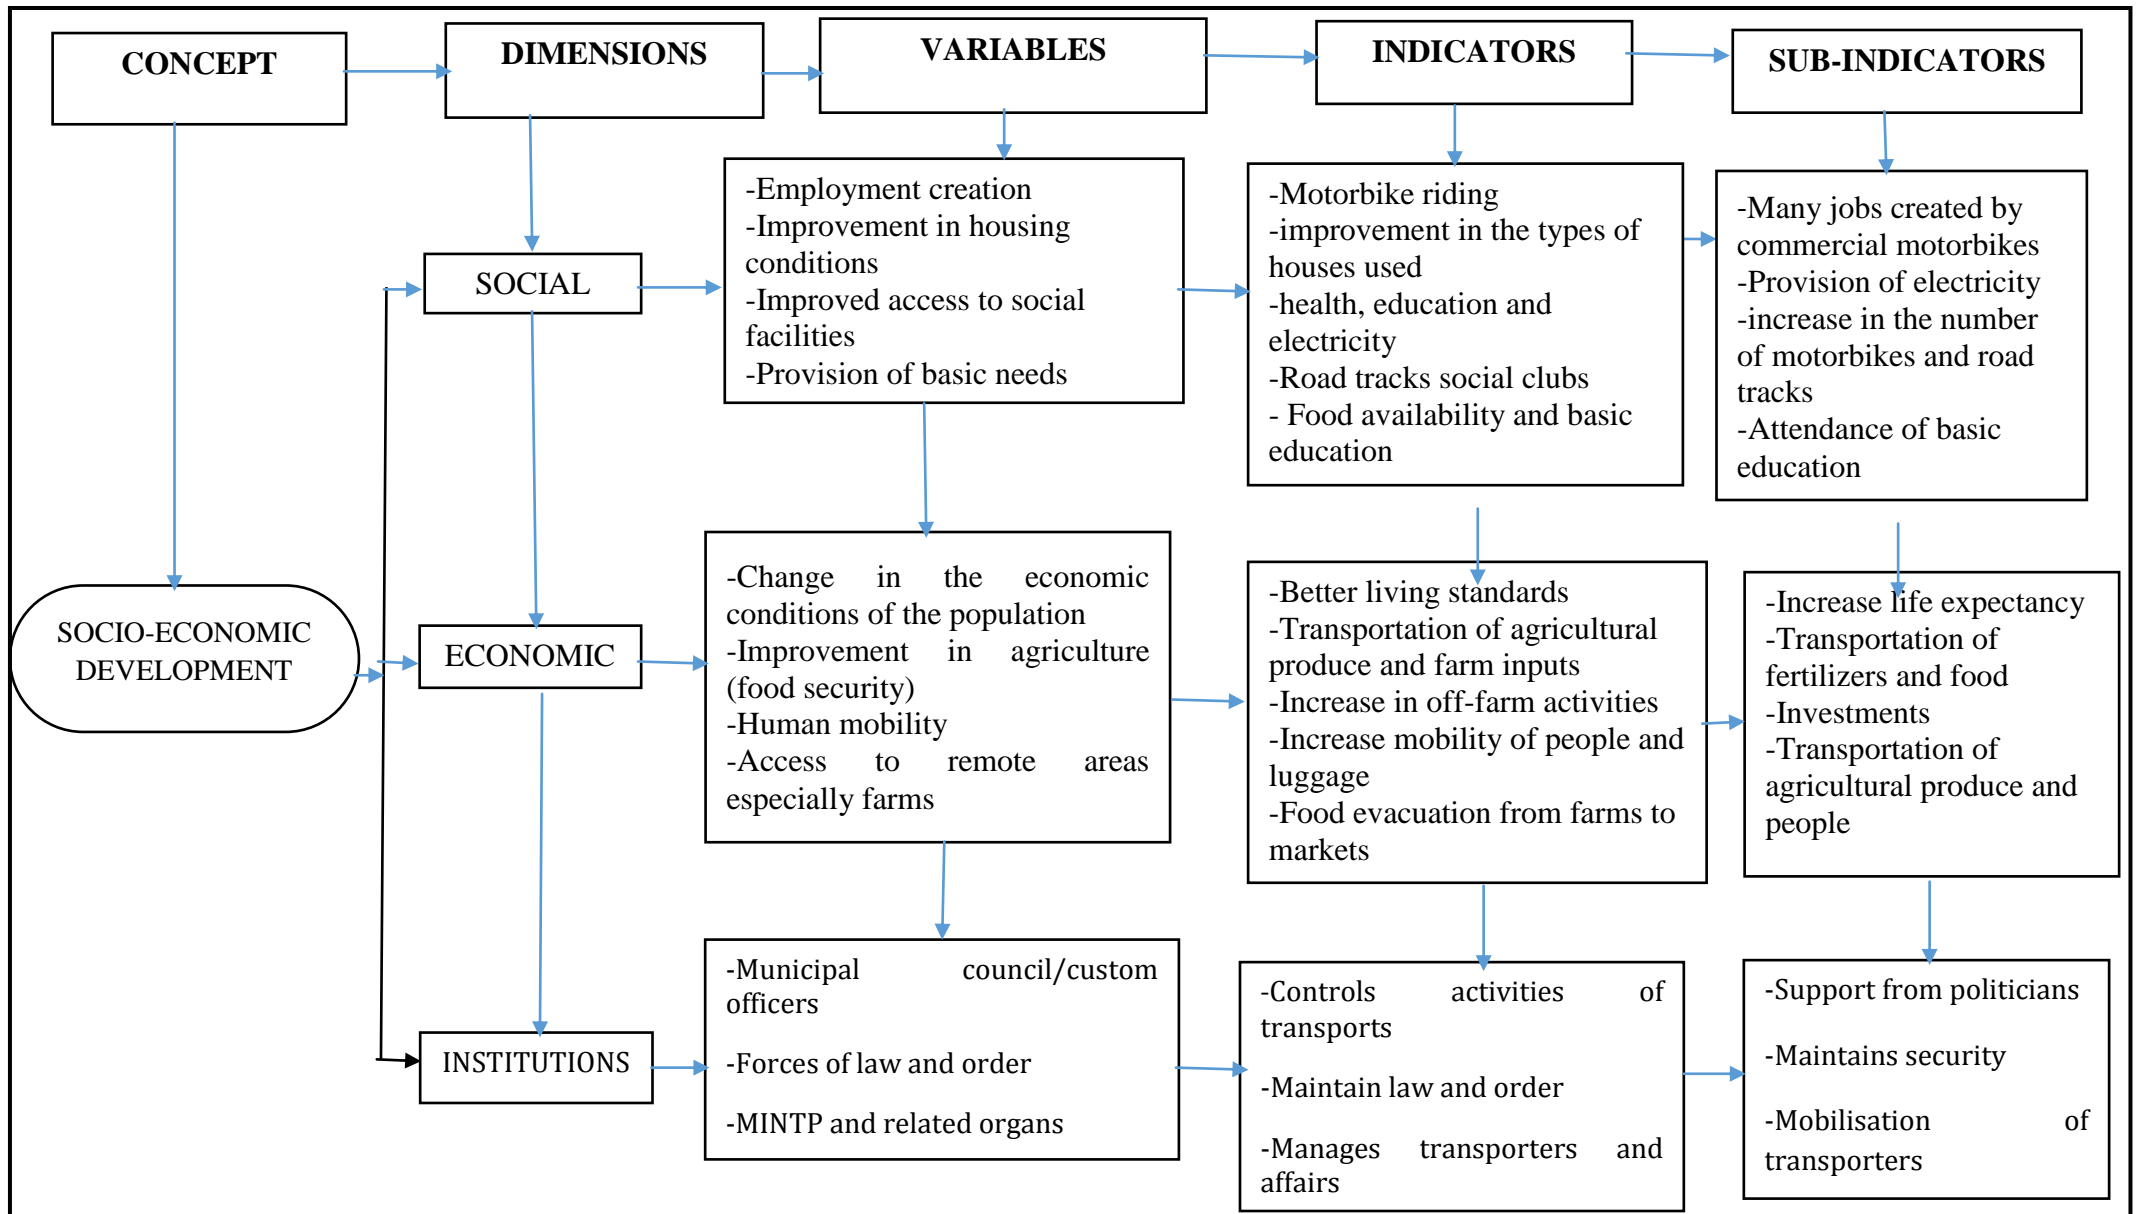 CONCEPT
DIMENSIONS
VARIABLES
INDICATORS
SUB-INDICATORS
SOCIO-ECONOMIC
DEVELOPMENT
SOCIAL
-Employment creation
-Improvement in housing
conditions
-Improved access to social
facilities
-Provision of basic needs
-Motorbike riding
-improvement in the types of
houses used
-health, education and
electricity
-Road tracks social clubs
- Food availability and basic
education
-Many jobs created by
commercial motorbikes
-Provision of electricity
-increase in the number
of motorbikes and road
tracks
-Attendance of basic
education
ECONOMIC
-Change in the economic
conditions of the population
-Improvement in agriculture
(food security)
-Human mobility
-Access to remote areas
especially farms
-Better living standards
-Transportation of agricultural
produce and farm inputs
-Increase in off-farm activities
-Increase mobility of people and
luggage
-Food evacuation from farms to
markets
-Increase life expectancy
-Transportation of
fertilizers and food
-Investments
-Transportation of
agricultural produce and
people
INSTITUTIONS
-Municipal council/custom
officers
-Forces of law and order
-MINTP and related organs
-Controls activities of
transports
-Maintain law and order
-Manages transporters and
affairs
-Support from politicians
-Maintains security
-Mobilisation of
transporters